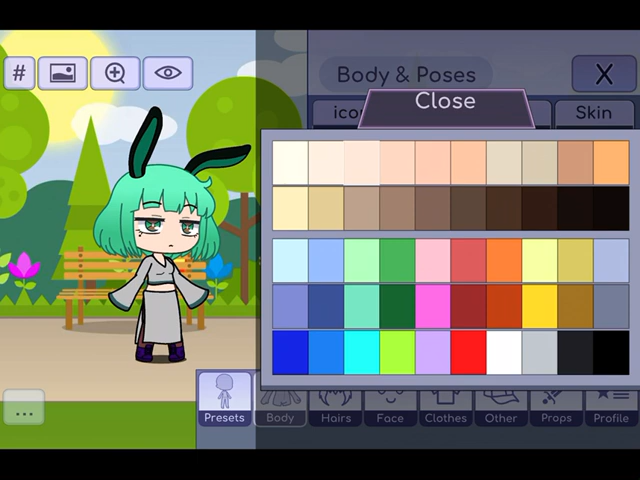 #
Body & Poses
X
Close
Skin
...
Presets
Body
Hairs
Face
Clothes
Other
Props
Profile